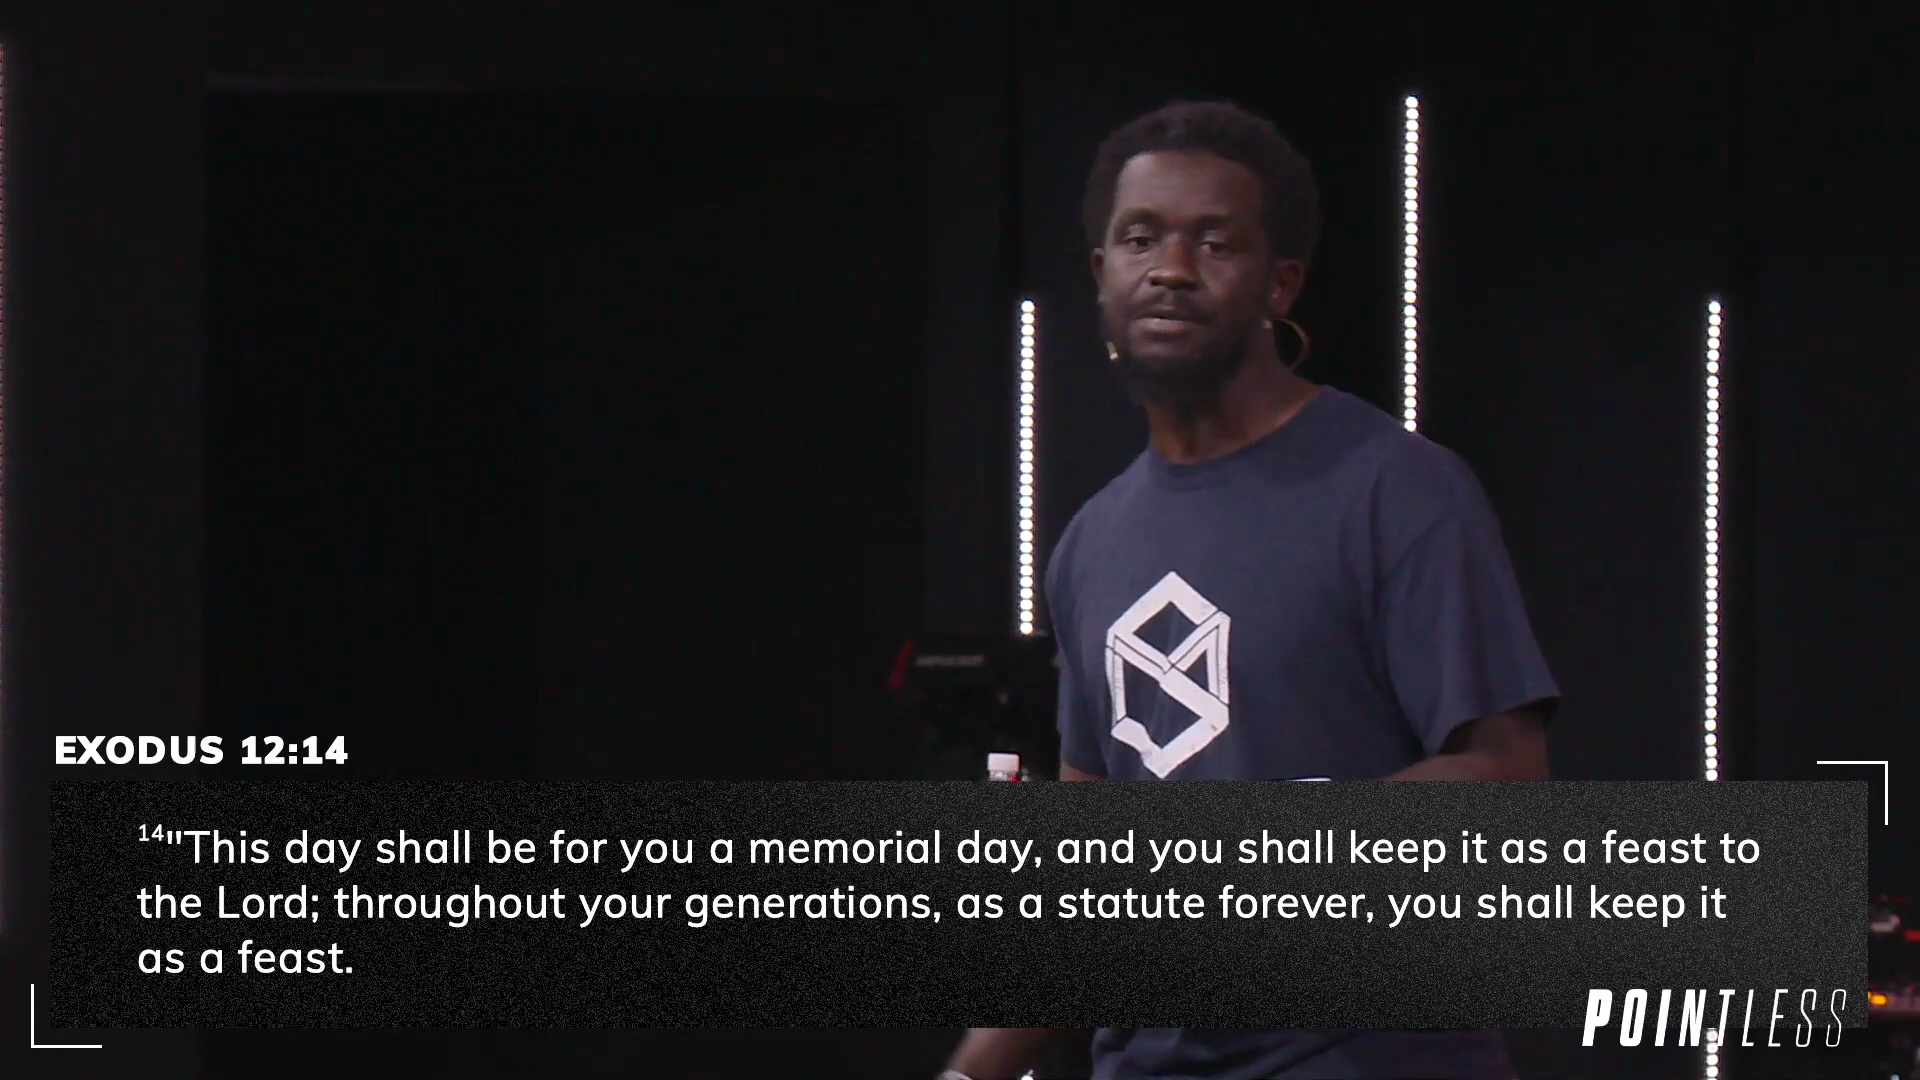 EXODUS 12:14
14"This day shall be for you a memorial day, and you shall keep it as a feast to
the Lord; throughout your generations, as a statute forever, you shall keep it
as a feast.
POINTLESS